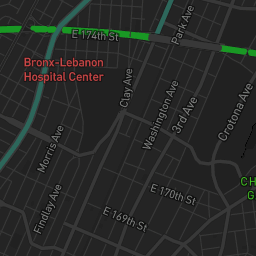 Park Ave
E 174th St
Bronx-Lebanon
Hospital Center
Clay Ave
Washington Ave
3rd Ave
Crotona Ave
Morris Ave
E 170th St
Findlay Ave
E 169th St